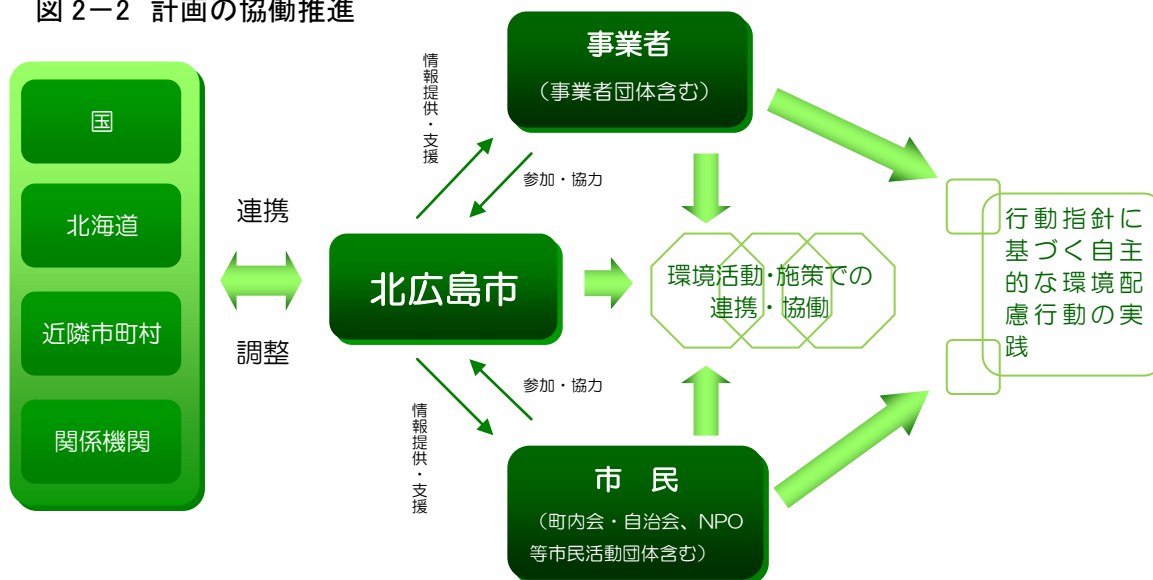 図 2－2 計画の協働推進
国
北海道
近隣市町村
関係機関
連携
調整
情報提供・支援
参加・協力
事業者
（事業者団体含む）
北広島市
環境活動・施策での
連携・協働
行動指針に
基づく自主
的な環境配
慮行動の実
践
情報提供・支援
参加・協力
市　民
（町内会・自治会、NPO
等市民活動団体含む）